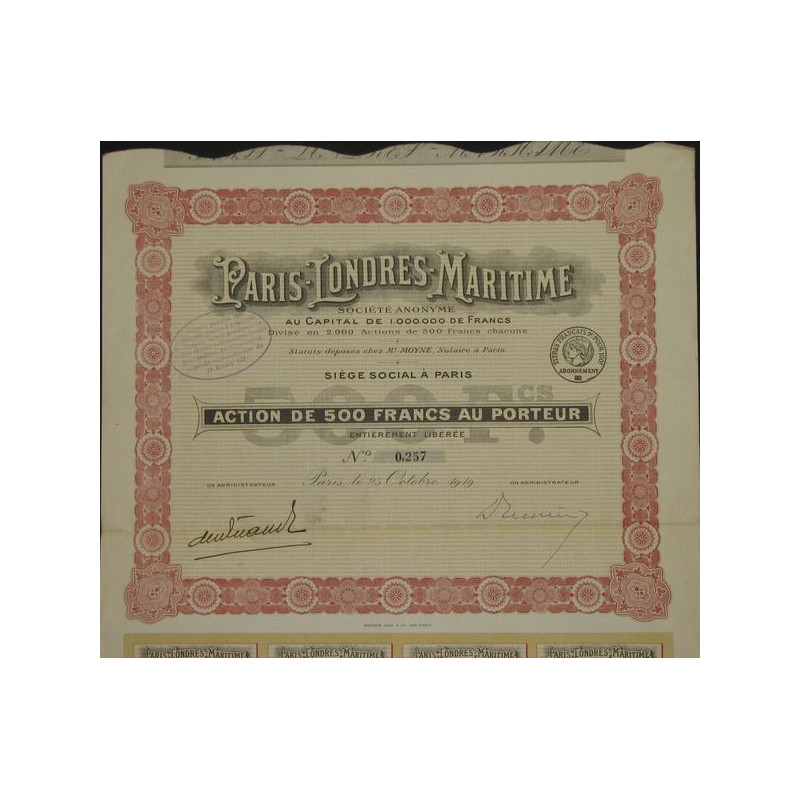 PARIS-LONDRES-MARITIME
SOCIÉTÉ ANONYME
AU CAPITAL DE 1.000.000 DE FRANCS
Divisé en 2.000 Actions de 500 Francs chacune
Statuts déposés chez Me MOYNE, Notaire à Paris
TITRES FRANÇAIS
ABONNEMENT
SIÈGE SOCIAL À PARIS
500 Fcs
ACTION DE 500 FRANCS AU PORTEUR
ENTIÈREMENT LIBÉRÉE
No 0.257
Paris, le 25 Octobre 1919
UN ADMINISTRATEUR UN ADMINISTRATEUR
PARIS-LONDRES-MARITIME PARIS-LONDRES-MARITIME PARIS-LONDRES-MARITIME PARIS-LONDRES-MARITIME